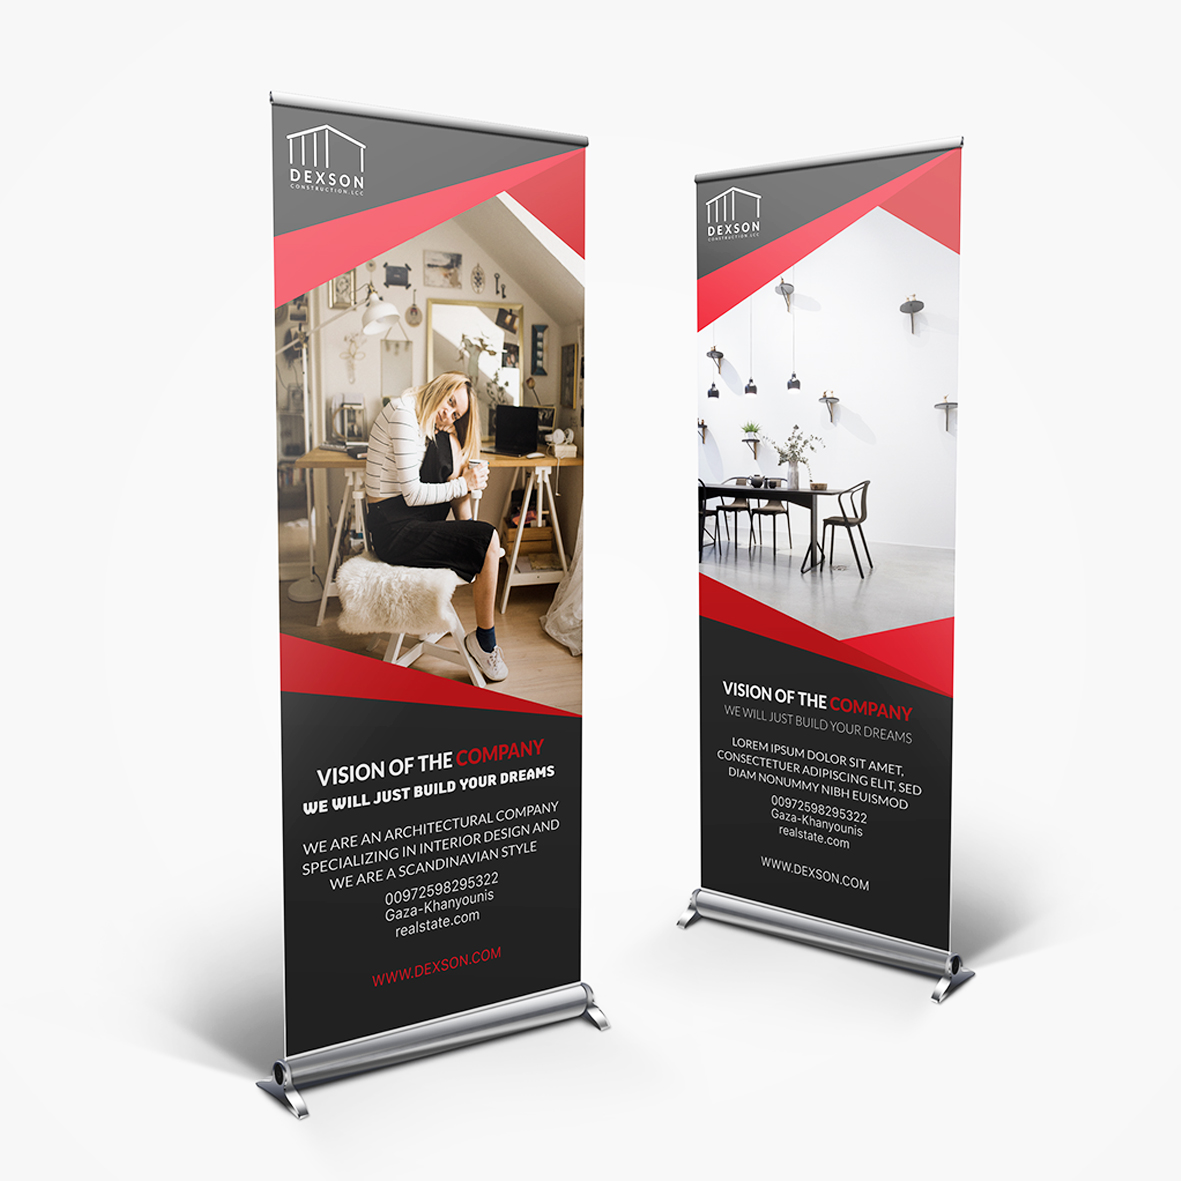 DEXSON
CONSTRUCTION.LCC
VISION OF THE COMPANY
WE WILL JUST BUILD YOUR DREAMS
WE ARE AN ARCHITECTURAL COMPANY
SPECIALIZING IN INTERIOR DESIGN AND
WE ARE A SCANDINAVIAN STYLE
00972598295322
Gaza-Khanyounis
realstate.com
WWW.DEXSON.COM
DEXSON
CONSTRUCTION.LCC
VISION OF THE COMPANY
WE WILL JUST BUILD YOUR DREAMS
LOREM IPSUM DOLOR SIT AMET,
CONSECTETUER ADIPISCING ELIT, SED
DIAM NONUMMY NIBH EUISMOD
00972598295322
Gaza-Khanyounis
realstate.com
WWW.DEXSON.COM